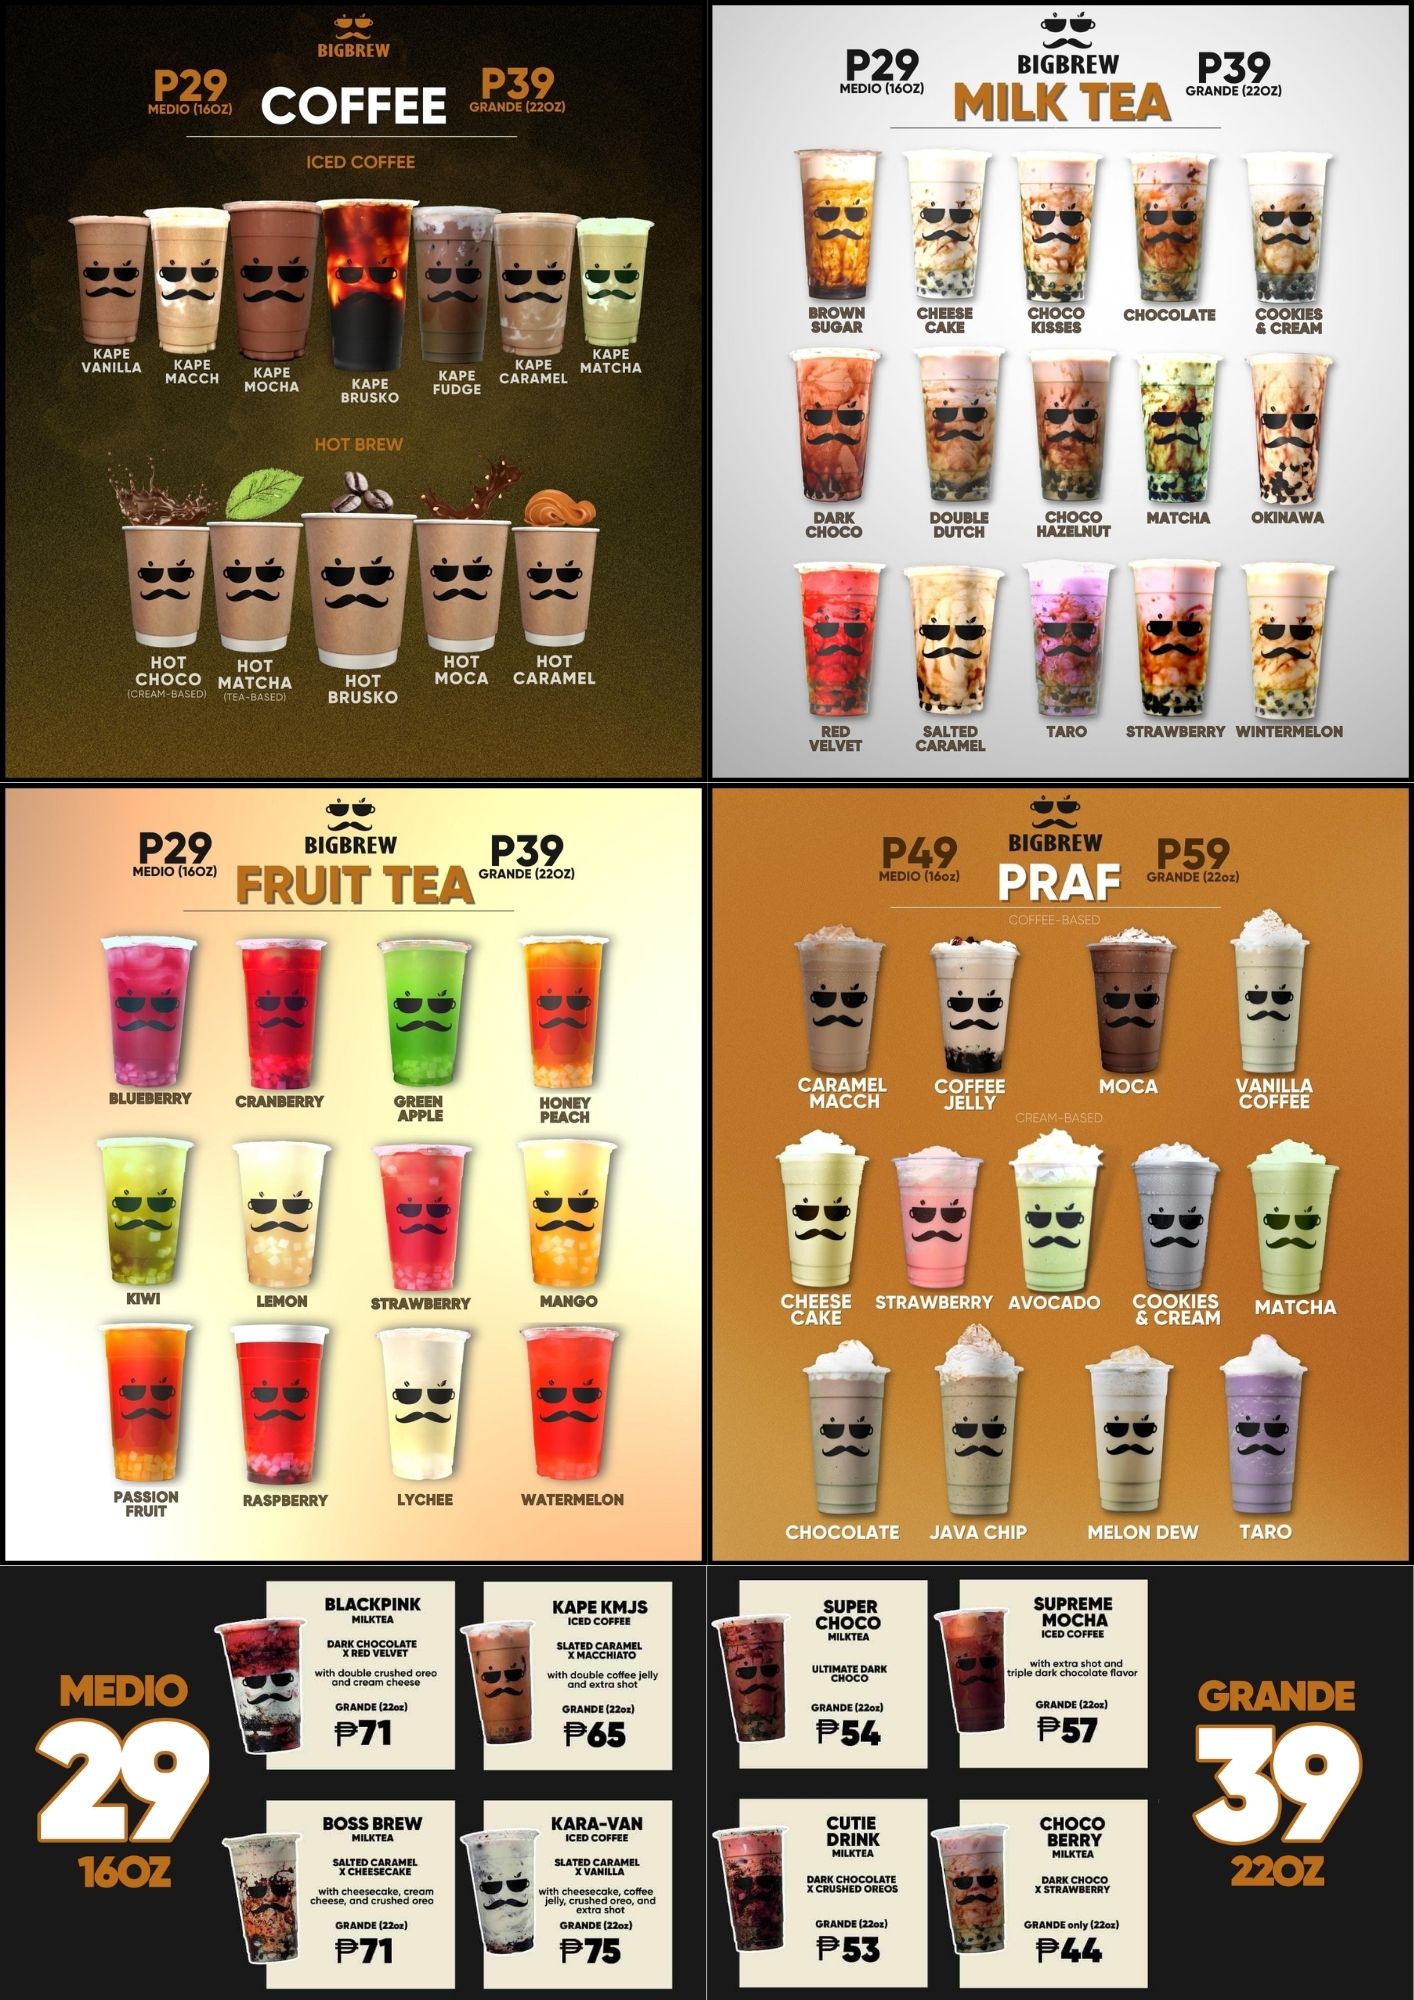 BIGBREW
P29
MEDIO (16OZ)
COFFEE
P39
GRANDE (22OZ)
ICED COFFEE
KAPE
VANILLA
KAPE
MACCH
KAPE
MOCHA
KAPE
BRUSKO
KAPE
FUDGE
KAPE
CARAMEL
KAPE
MATCHA
HOT BREW
HOT
CHOCO
(CREAM-BASED)
HOT
MATCHA
(TEA-BASED)
HOT
BRUSKO
HOT
MOCA
HOT
CARAMEL
BIGBREW
P29
MEDIO (16OZ)
MILK TEA
P39
GRANDE (22OZ)
BROWN
SUGAR
CHEESE
CAKE
CHOCO
KISSES
CHOCOLATE
COOKIES
& CREAM
DARK
CHOCO
DOUBLE
DUTCH
CHOCO
HAZELNUT
MATCHA
OKINAWA
RED
VELVET
SALTED
CARAMEL
TARO
STRAWBERRY
WINTERMELON
BIGBREW
P29
MEDIO (16OZ)
FRUIT TEA
P39
GRANDE (22OZ)
BLUEBERRY
CRANBERRY
GREEN
APPLE
HONEY
PEACH
KIWI
LEMON
STRAWBERRY
MANGO
PASSION
FRUIT
RASPBERRY
LYCHEE
WATERMELON
BIGBREW
P49
MEDIO (16oz)
PRAF
P59
GRANDE (22oz)
COFFEE-BASED
CARAMEL
MACCH
COFFEE
JELLY
MOCA
VANILLA
COFFEE
CREAM-BASED
CHEESE
CAKE
STRAWBERRY
AVOCADO
COOKIES
& CREAM
MATCHA
CHOCOLATE
JAVA CHIP
MELON DEW
TARO
MEDIO
29
16OZ
BLACKPINK
MILKTEA
DARK CHOCOLATE
X RED VELVET
with double crushed oreo
and cream cheese
GRANDE (22oz)
₱71
KAPE KMJS
ICED COFFEE
SLATED CARAMEL
X MACCHIATO
with double coffee jelly
and extra shot
GRANDE (22oz)
₱65
BOSS BREW
MILKTEA
SALTED CARAMEL
X CHEESECAKE
with cheesecake, cream
cheese, and crushed oreo
GRANDE (22oz)
₱71
KARA-VAN
ICED COFFEE
SLATED CARAMEL
X VANILLA
with cheesecake, coffee
jelly, crushed oreo, and
extra shot
GRANDE (22oz)
₱75
SUPER
CHOCO
MILKTEA
ULTIMATE DARK
CHOCO
GRANDE (22oz)
₱54
SUPREME
MOCHA
ICED COFFEE
with extra shot and
triple dark chocolate flavor
GRANDE (22oz)
₱57
CUTIE
DRINK
MILKTEA
DARK CHOCOLATE
X CRUSHED OREOS
GRANDE (22oz)
₱53
CHOCO
BERRY
MILKTEA
DARK CHOCO
X STRAWBERRY
GRANDE only (22oz)
₱44
GRANDE
39
22OZ